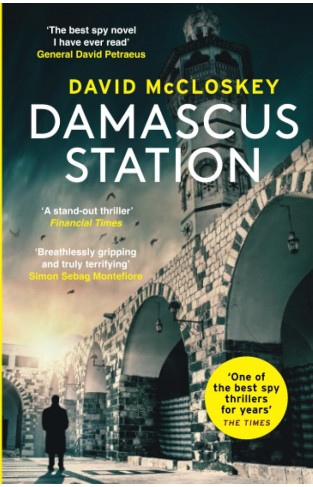 'The best spy novel
I have ever read'
General David Petraeus
DAVID McCLOSKEY
DAMASCUS
STATION
'A stand-out thriller'
Financial Times
'Breathlessly gripping
and truly terrifying'
Simon Sebag Montefiore
'One of
the best spy
thrillers
for years'
THE TIMES